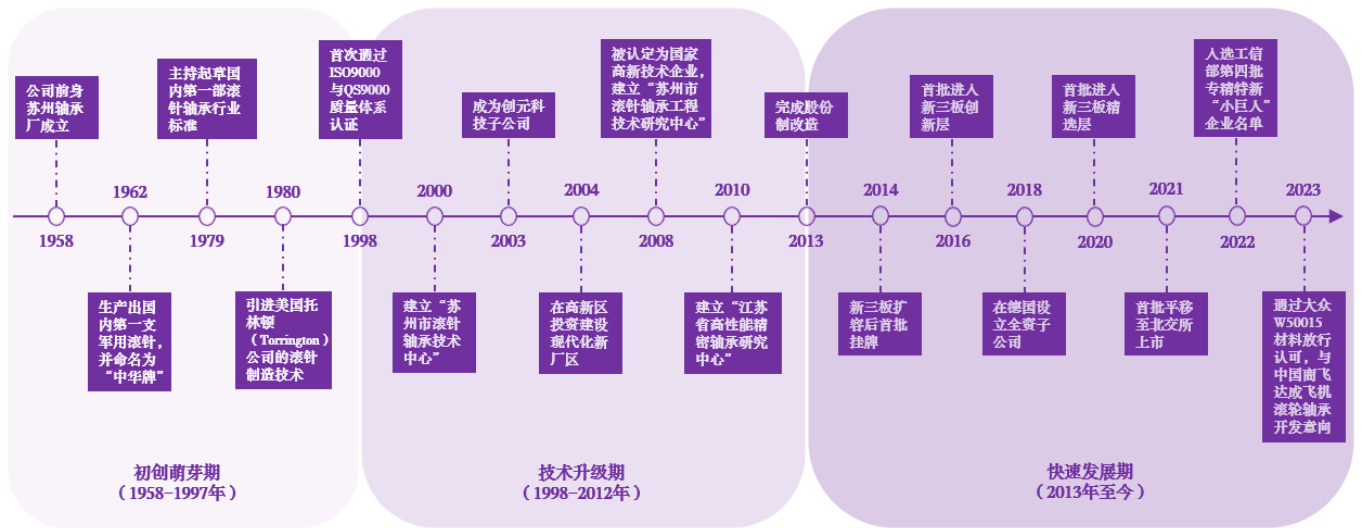 公司前身
苏州轴承
厂成立
1958
1962
生产出国
内第一支
军用滚针，
并命名为
“中华牌”
主持起草国
内第一部滚
针轴承行业
标准
1979
1980
引进美国托
林顿
（Torrington）
公司的滚针
制造技术
首次通过
ISO9000
与QS9000
质量体系
认证
1998
2000
建立“苏
州市滚针
轴承技术
中心”
成为创元科
技子公司
2003
2004
在高新区
投资建设
现代化新
厂区
被认定为国家
高新技术企业，
建立“苏州市
滚针轴承工程
技术研究中心”
2008
2010
建立“江苏
省高性能精
密轴承研究
中心”
完成股份
制改造
2013
2014
新三板扩
容后首批
挂牌
首批进入
新三板创
新层
2016
2018
在德国设
立全资子
公司
首批进入
新三板精
选层
2020
2021
首批平移
至北交所
上市
入选工信
部第四批
专精特新
“小巨人”
企业名单
2022
2023
通过大众
W50015
材料放行
认可，与
中国商飞
达成飞机
滚轮轴承
开发意向
初创萌芽期
（1958-1997年）
技术升级期
（1998-2012年）
快速发展期
（2013年至今）